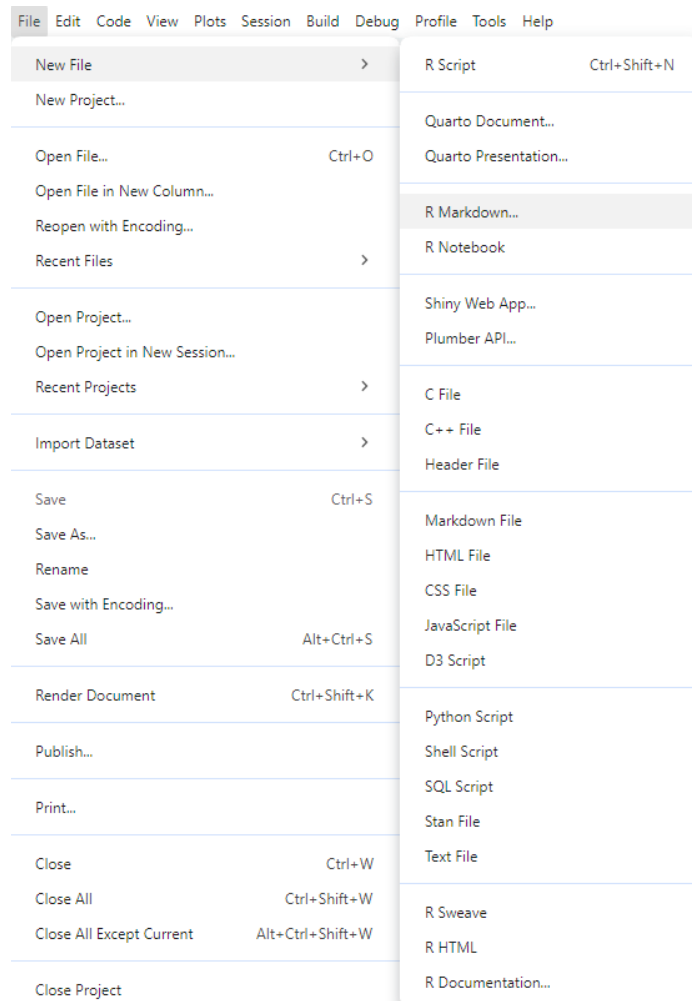 File Edit Code View Plots Session Build Debug Profile Tools Help
New File >
New Project...
Open File... Ctrl+O
Open File in New Column...
Reopen with Encoding...
Recent Files >
Open Project...
Open Project in New Session...
Recent Projects >
Import Dataset >
Save Ctrl+S
Save As...
Rename
Save with Encoding...
Save All Alt+Ctrl+S
Render Document Ctrl+Shift+K
Publish...
Print...
Close Ctrl+W
Close All Ctrl+Shift+W
Close All Except Current Alt+Ctrl+Shift+W
Close Project
R Script Ctrl+Shift+N
Quarto Document...
Quarto Presentation...
R Markdown...
R Notebook
Shiny Web App...
Plumber API...
C File
C++ File
Header File
Markdown File
HTML File
CSS File
JavaScript File
D3 Script
Python Script
Shell Script
SQL Script
Stan File
Text File
R Sweave
R HTML
R Documentation...